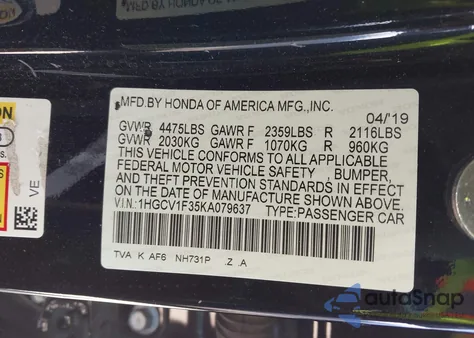 MFD.BY HONDA OF AMERICA MFG.,INC.
04/'19
GVWR 4475LBS GAWR F 2359LBS R 2116LBS
GVWR 2030KG GAWR F 1070KG R 960KG
THIS VEHICLE CONFORMS TO ALL APPLICABLE
FEDERAL MOTOR VEHICLE SAFETY , BUMPER,
AND THEFT PREVENTION STANDARDS IN EFFECT
ON THE DATE OF MANUFACTURE SHOWN ABOVE.
V.I.N:1HGCV1F35KA079637 TYPE:PASSENGER CAR
TVA K AF6 NH731P .Z .A
VE
ON
s.
autoSnap